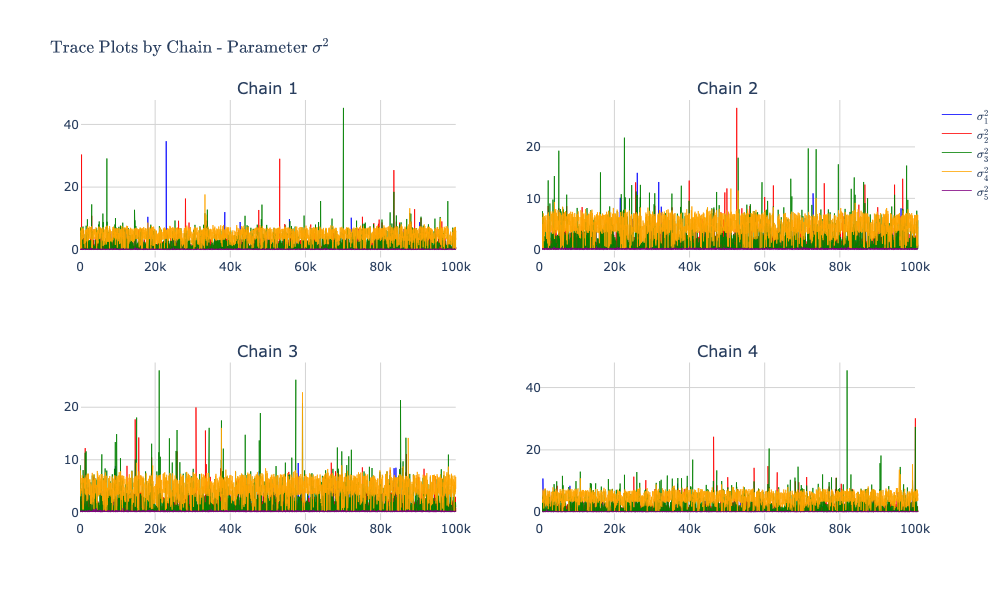 Trace Plots by Chain - Parameter σ²
Chain 1
40
20
0
0 20k 40k 60k 80k 100k
Chain 2
20
10
0
0 20k 40k 60k 80k 100k
σ₁²
σ₂²
σ₃²
σ₄²
σ₅²
Chain 3
20
10
0
0 20k 40k 60k 80k 100k
Chain 4
40
20
0
0 20k 40k 60k 80k 100k